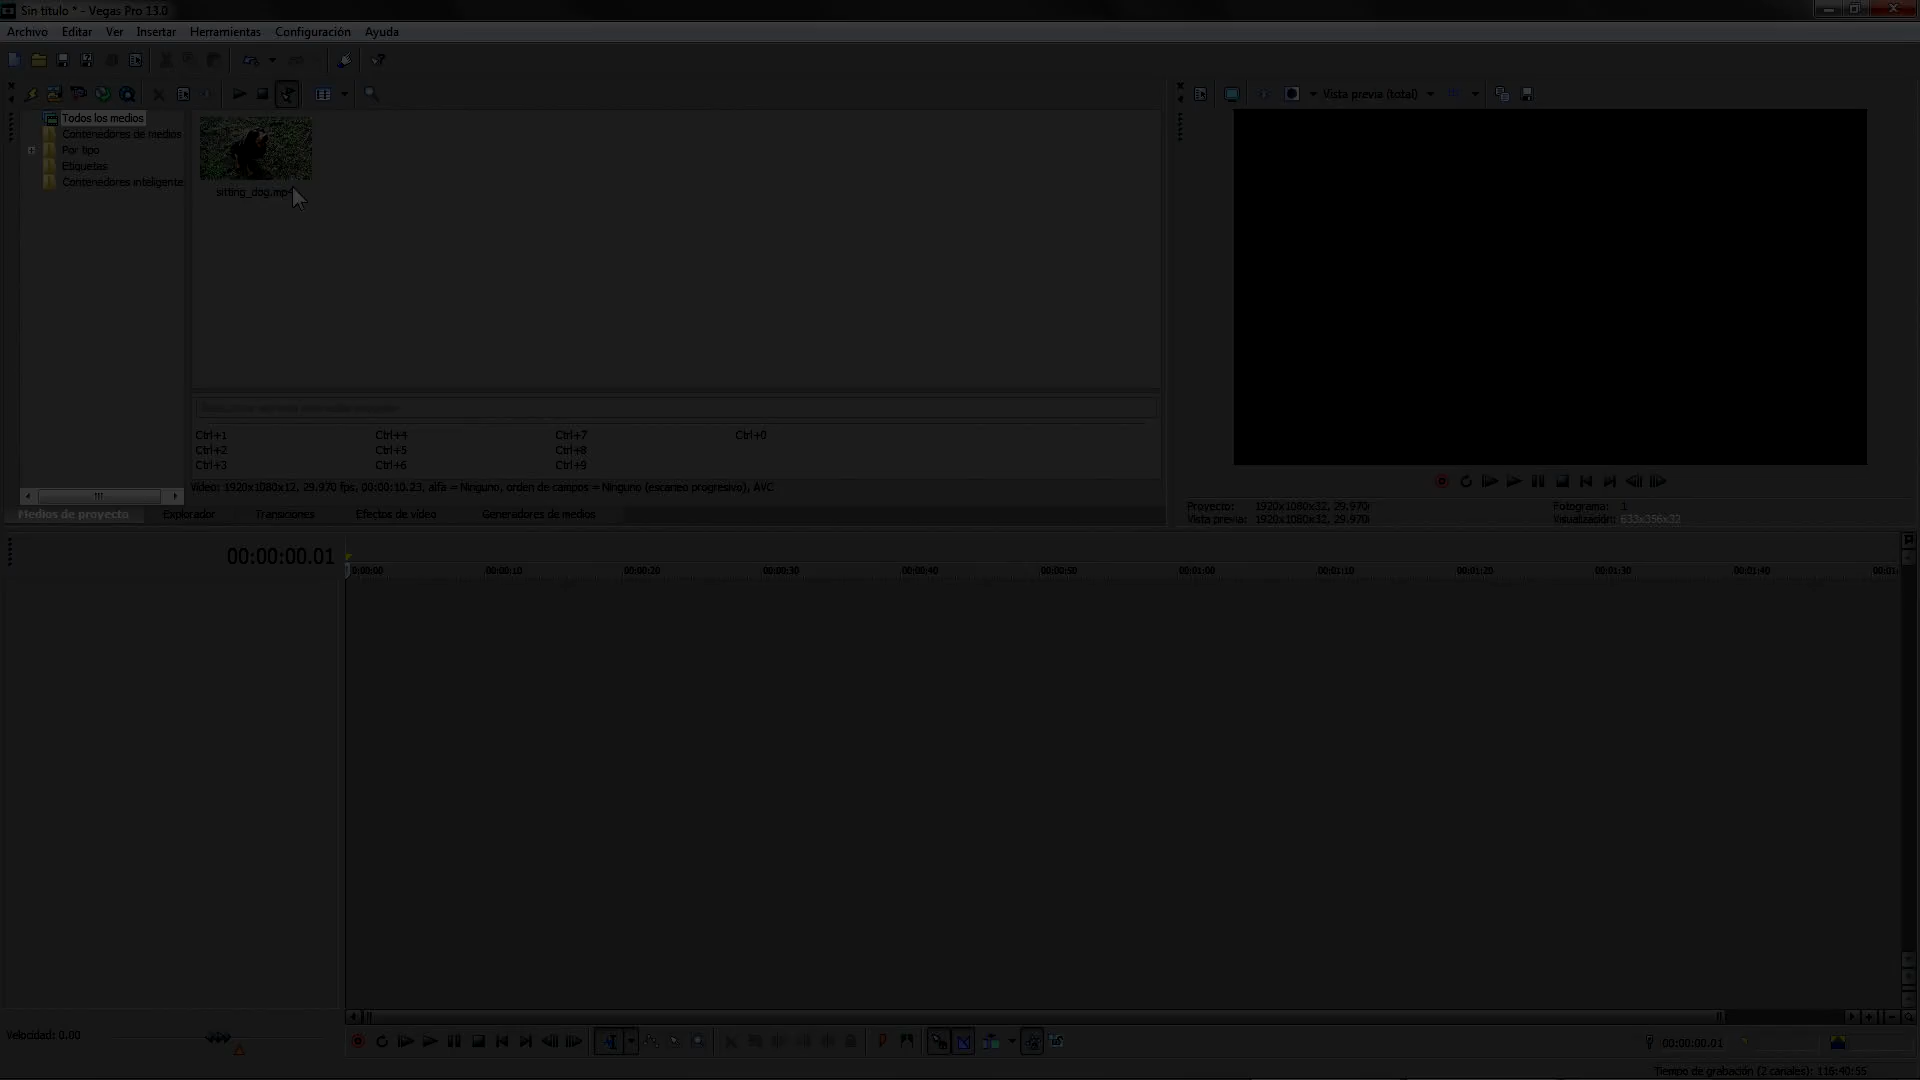 Sin título * - Vegas Pro 13.0
Archivo Editar Ver Insertar Herramientas Configuración Ayuda
Vista previa (total)
Todos los medios
Contenedores de medios
Por tipo
Etiquetas
Contenedores inteligente
sitting_dog.mp4
Ctrl+1 Ctrl+4 Ctrl+7 Ctrl+0
Ctrl+2 Ctrl+5 Ctrl+8
Ctrl+3 Ctrl+6 Ctrl+9
Vídeo: 1920x1080x12, 29.970 fps, 00:00:10.23, alfa = Ninguno, orden de campos = Ninguno (escaneo progresivo), AVC
Medios de proyecto Explorador Transiciones Efectos de vídeo Generadores de medios
Proyecto: 1920x1080x32, 29.970 Fotograma: 1
Vista previa: 1920x1080x32, 29.970 Visualización: 633x356x32
00:00:00.01
0:00:00 00:00:10 00:00:20 00:00:30 00:00:40 00:00:50 00:01:00 00:01:10 00:01:20 00:01:30 00:01:40 00:01:
Velocidad: 0.00
00:00:00.01
Tiempo de grabación (2 canales): 118:40:55